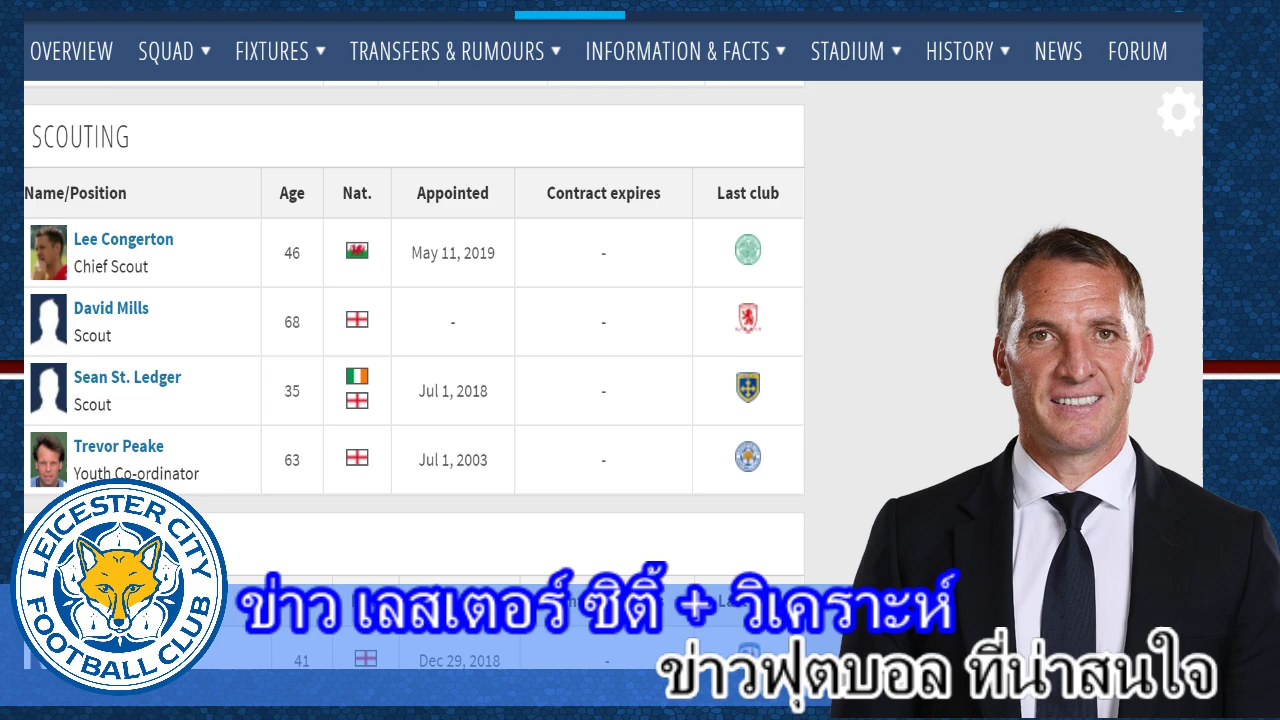 OVERVIEW SQUAD FIXTURES TRANSFERS & RUMOURS INFORMATION & FACTS STADIUM HISTORY NEWS FORUM
SCOUTING
Name/Position Age Nat. Appointed Contract expires Last club
Lee Congerton
Chief Scout 46 May 11, 2019 -
David Mills
Scout 68 - -
Sean St. Ledger
Scout 35 Jul 1, 2018 -
Trevor Peake
Youth Co-ordinator 63 Jul 1, 2003 -
LEICESTER CITY
FOOTBALL CLUB
ข่าว เลสเตอร์ ซิติ้ + วิเคราะห์
41 Dec 29, 2018 -
ข่าวฟุตบอล ที่น่าสนใจ